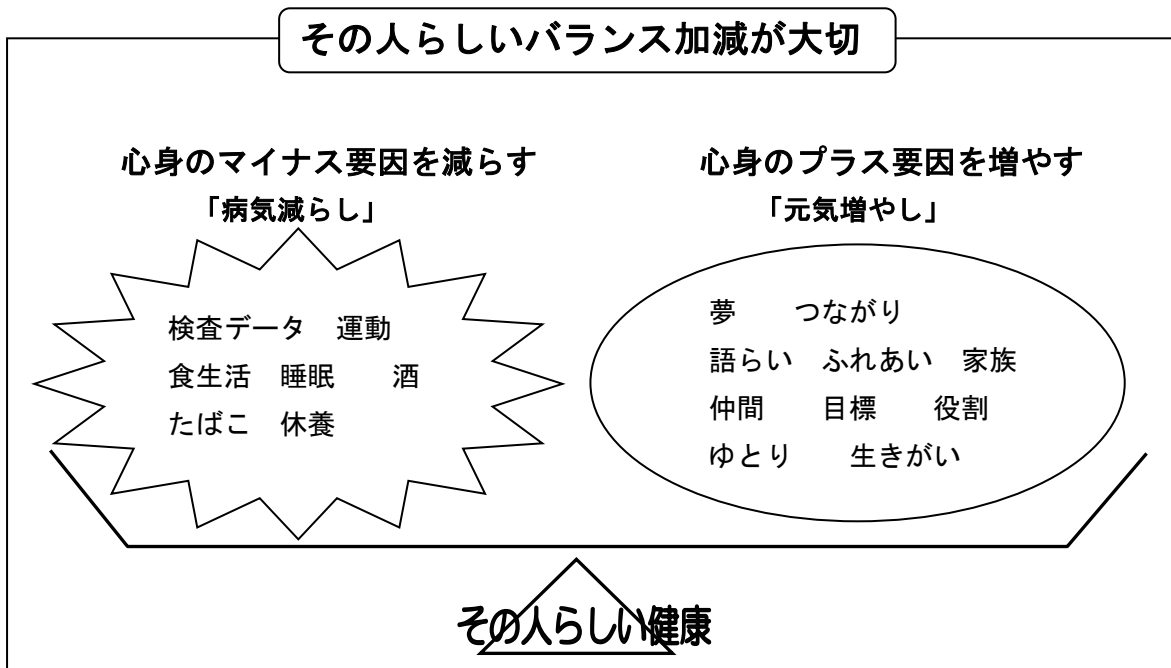 その人らしいバランス加減が大切
心身のマイナス要因を減らす
「病気減らし」
検査データ　運動
食生活　睡眠　　酒
たばこ　休養
心身のプラス要因を増やす
「元気増やし」
夢　　つながり
語らい　ふれあい　家族
仲間　　目標　　役割
ゆとり　　生きがい
その人らしい健康